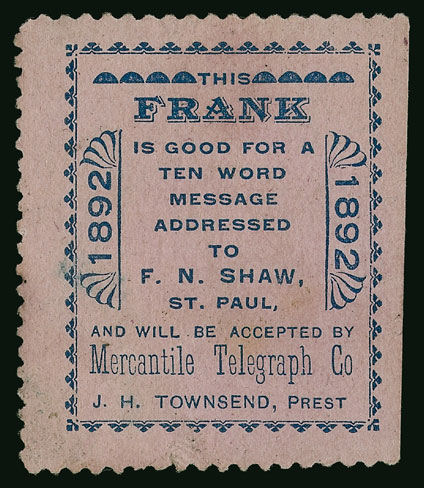 THIS
FRANK
IS GOOD FOR A
TEN WORD
MESSAGE
ADDRESSED
TO
F. N. SHAW,
ST. PAUL,
AND WILL BE ACCEPTED BY
Mercantile Telegraph Co
J. H. TOWNSEND, PREST
1892
1892